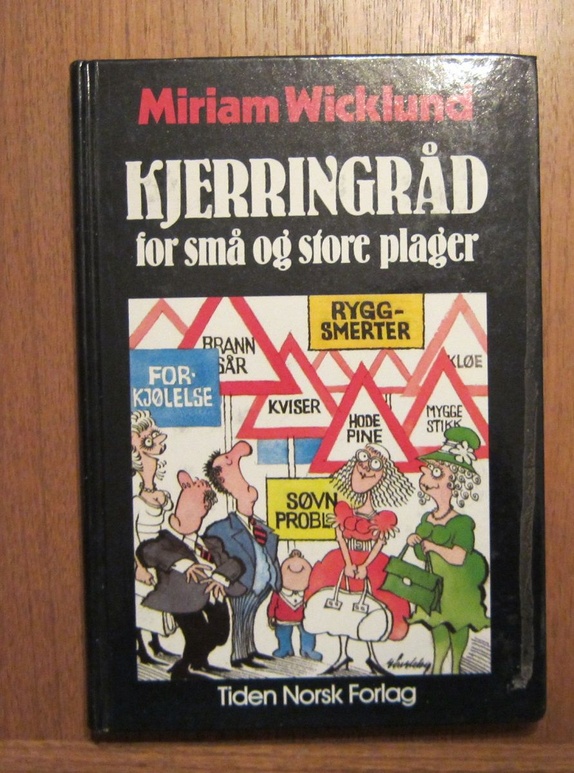 Miriam Wicklund
KJERRINGRÅD
for små og store plager
RYGG-
SMERTER
BRANN
SÅR
KLØE
FOR-
KJØLELSE
KVISER
HODE
PINE
MYGGE
STIKK
SØVN
PROBL
Tiden Norsk Forlag